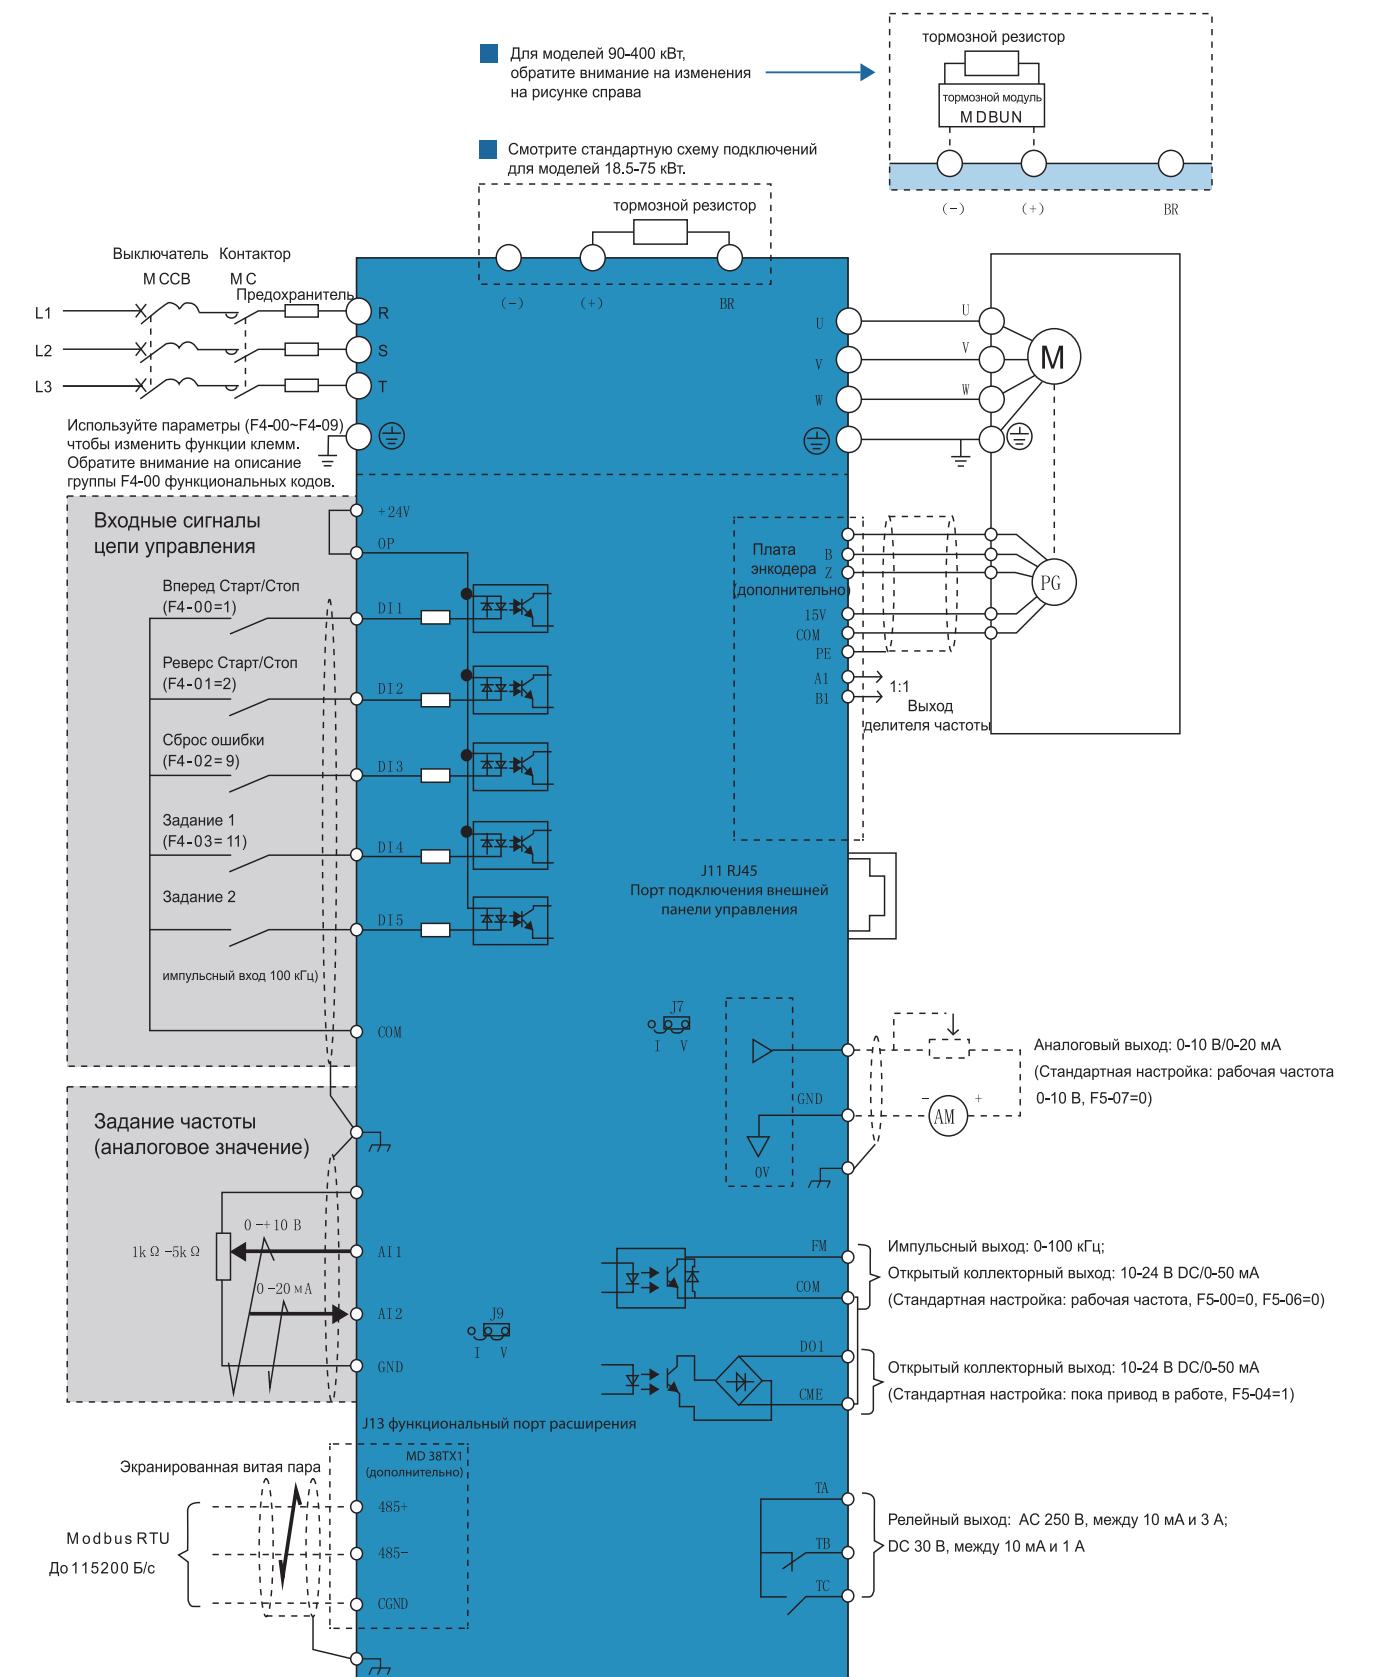 Для моделей 90-400 кВт,
обратите внимание на изменения
на рисунке справа
тормозной резистор
тормозной модуль
MDBUN
(-) (+) BR
Смотрите стандартную схему подключений
для моделей 18.5-75 кВт.
тормозной резистор
(-) (+) BR
Выключатель Контактор
MCCB MC
Предохранитель
L1 R
L2 S
L3 T
U U
V V
W W
M
Используйте параметры (F4-00~F4-09)
чтобы изменить функции клемм.
Обратите внимание на описание
группы F4-00 функциональных кодов.
Входные сигналы
цепи управления
+24V
OP
Вперед Старт/Стоп
(F4-00=1)
DI1
Реверс Старт/Стоп
(F4-01=2)
DI2
Сброс ошибки
(F4-02=9)
DI3
Задание 1
(F4-03=11)
DI4
Задание 2
DI5
импульсный вход 100 кГц)
COM
Плата
энкодера
(дополнительно)
B
Z
15V
COM
PE
A1
B1
PG
1:1
Выход
делителя частоты
J11 RJ45
Порт подключения внешней
панели управления
J7
I V
GND
0V
- +
AM
Аналоговый выход: 0-10 В/0-20 мА
(Стандартная настройка: рабочая частота
0-10 В, F5-07=0)
Задание частоты
(аналоговое значение)
0-+10 В
1kΩ-5kΩ
AI1
0-20 мА
AI2
GND
J9
I V
FM
COM
Импульсный выход: 0-100 кГц;
Открытый коллекторный выход: 10-24 В DC/0-50 мА
(Стандартная настройка: рабочая частота, F5-00=0, F5-06=0)
DO1
CME
Открытый коллекторный выход: 10-24 В DC/0-50 мА
(Стандартная настройка: пока привод в работе, F5-04=1)
J13 функциональный порт расширения
MD 38TX1
(дополнительно)
Экранированная витая пара
485+
485-
CGND
Modbus RTU
До 115200 Б/с
TA
TB
TC
Релейный выход: AC 250 В, между 10 мА и 3 А;
DC 30 В, между 10 мА и 1 А